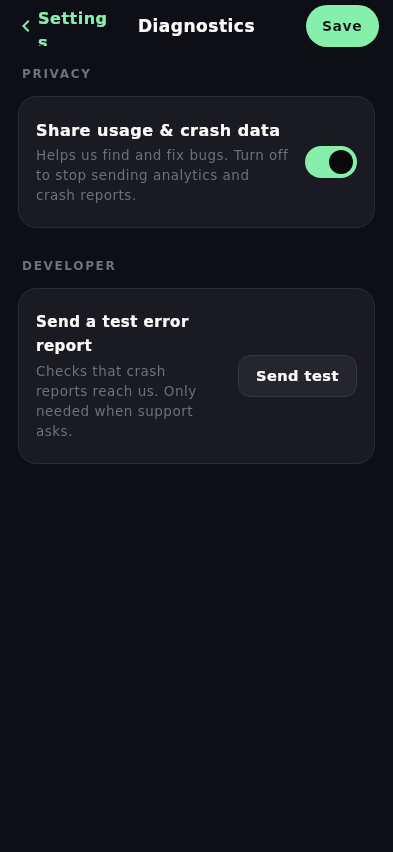 Setting
s
Diagnostics
Save
PRIVACY
Share usage & crash data
Helps us find and fix bugs. Turn off
to stop sending analytics and
crash reports.
DEVELOPER
Send a test error
report
Checks that crash
reports reach us. Only
needed when support
asks.
Send test